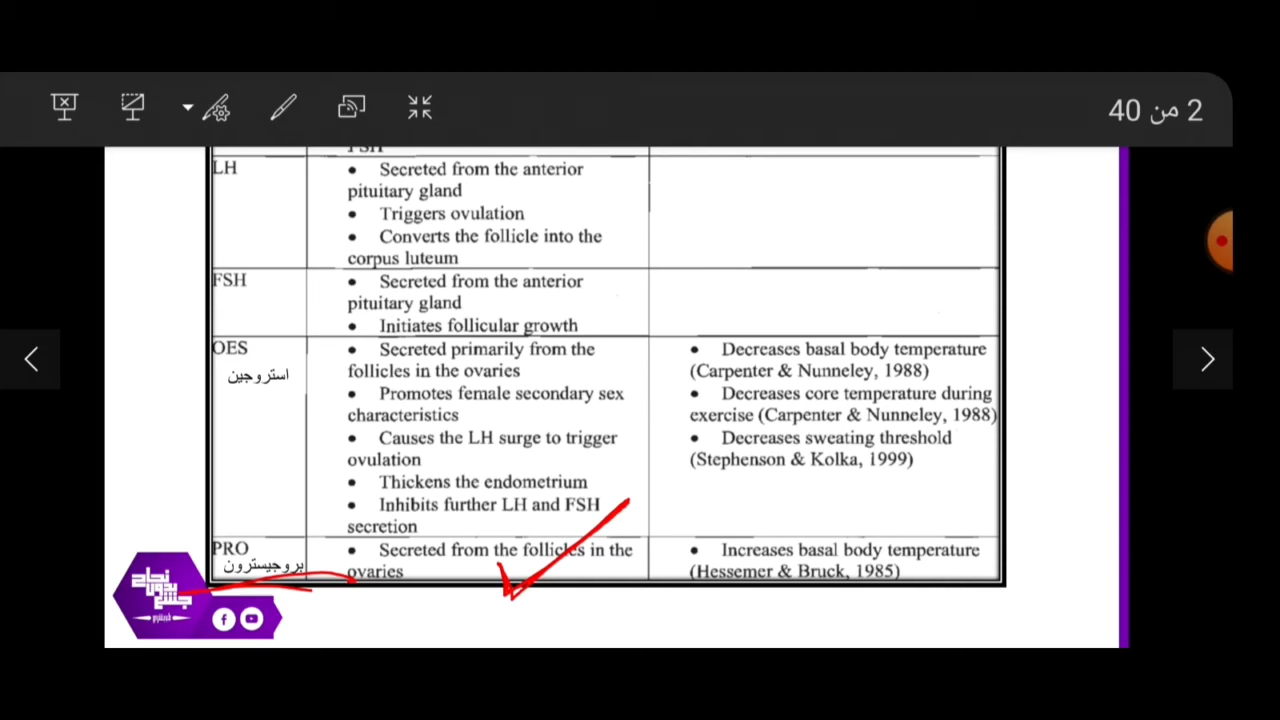 2 من 40
FSH
LH
• Secreted from the anterior
pituitary gland
• Triggers ovulation
• Converts the follicle into the
corpus luteum
FSH
• Secreted from the anterior
pituitary gland
• Initiates follicular growth
OES
استروجين
• Secreted primarily from the
follicles in the ovaries
• Promotes female secondary sex
characteristics
• Causes the LH surge to trigger
ovulation
• Thickens the endometrium
• Inhibits further LH and FSH
secretion
• Decreases basal body temperature
(Carpenter & Nunneley, 1988)
• Decreases core temperature during
exercise (Carpenter & Nunneley, 1988)
• Decreases sweating threshold
(Stephenson & Kolka, 1999)
PRO
بروجيسترون
• Secreted from the follicles in the
ovaries
• Increases basal body temperature
(Hessemer & Bruck, 1985)